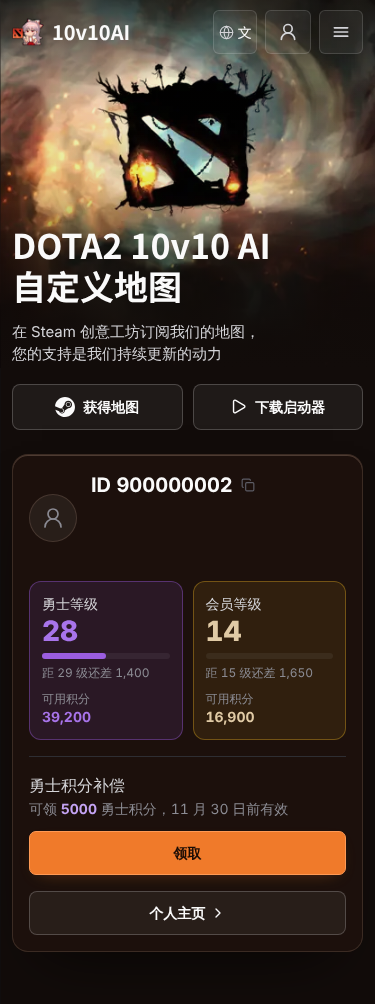 10v10AI
文
DOTA2 10v10 AI
自定义地图
在 Steam 创意工坊订阅我们的地图，
您的支持是我们持续更新的动力
获得地图
下载启动器
ID 900000002
勇士等级
28
距 29 级还差 1,400
可用积分
39,200
会员等级
14
距 15 级还差 1,650
可用积分
16,900
勇士积分补偿
可领 5000 勇士积分，11 月 30 日前有效
领取
个人主页